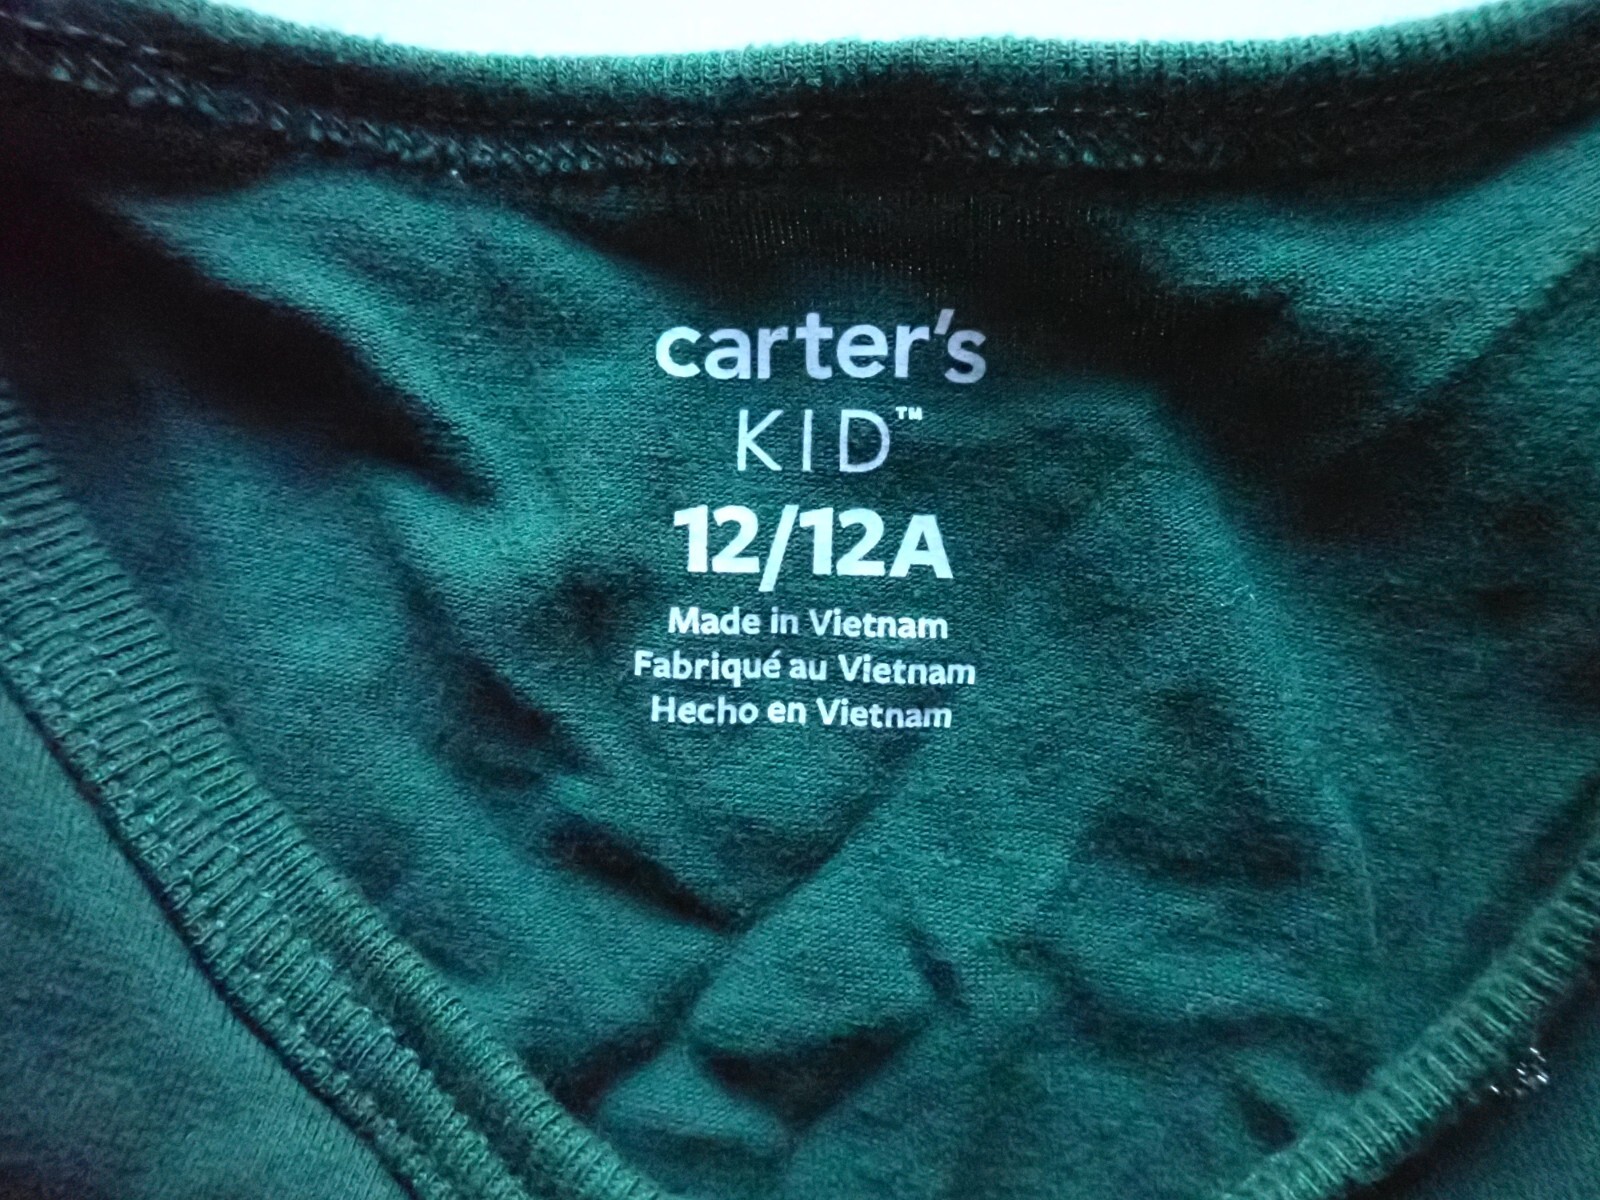 carter's
KID™
12/12A
Made in Vietnam
Fabriqué au Vietnam
Hecho en Vietnam